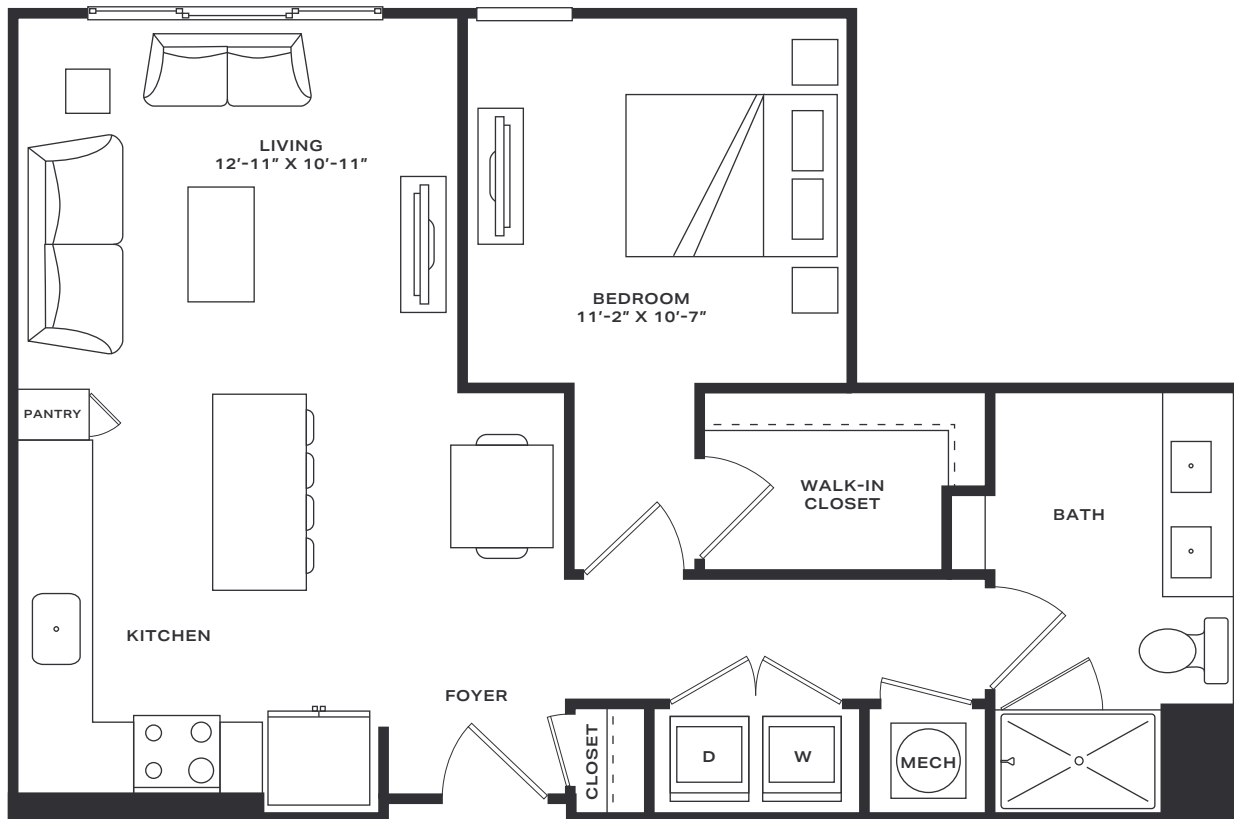 LIVING
12'-11" X 10'-11"
BEDROOM
11'-2" X 10'-7"
PANTRY
WALK-IN
CLOSET
BATH
KITCHEN
FOYER
CLOSET
D
W
MECH